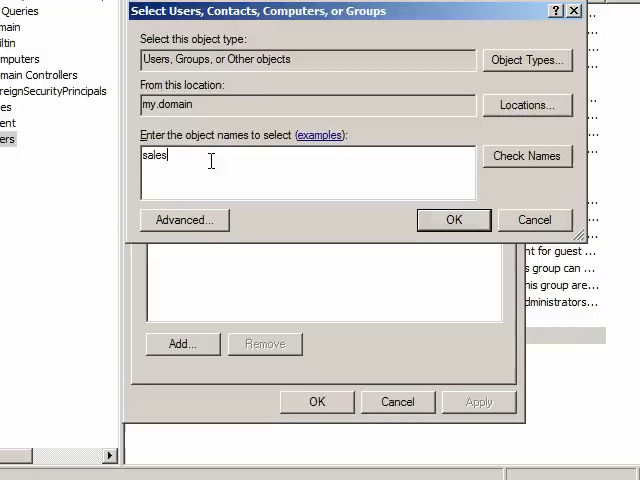 Select Users, Contacts, Computers, or Groups
Select this object type:
Users, Groups, or Other objects
Object Types...
From this location:
my.domain
Locations...
Enter the object names to select (examples):
sales
Check Names
Advanced...
OK
Cancel
Queries
main
iltin
mputers
main Controllers
reignSecurityPrincipals
es
ent
ers
nt for guest ...
s group can ...
his group are...
dministrators...
Add...
Remove
OK
Cancel
Apply